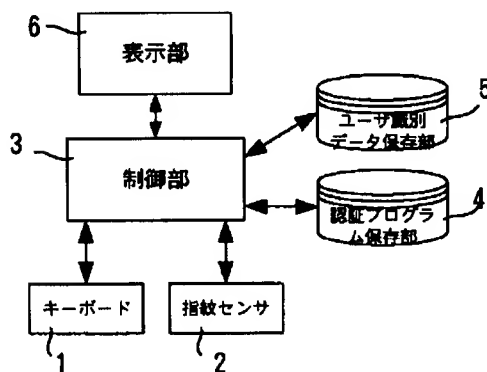 6
表示部
5
ユーザ識別
データ保存部
3
制御部
4
認証プログラ
ム保存部
キーボード
指紋センサ
1
2